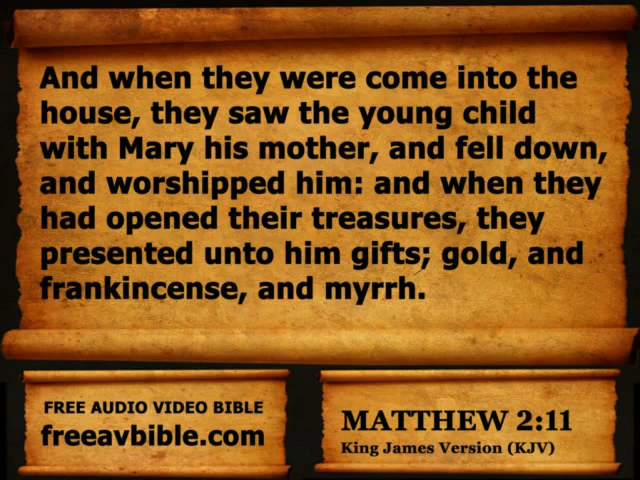 And when they were come into the
house, they saw the young child
with Mary his mother, and fell down,
and worshipped him: and when they
had opened their treasures, they
presented unto him gifts; gold, and
frankincense, and myrrh.
FREE AUDIO VIDEO BIBLE
freeavbible.com
MATTHEW 2:11
King James Version (KJV)